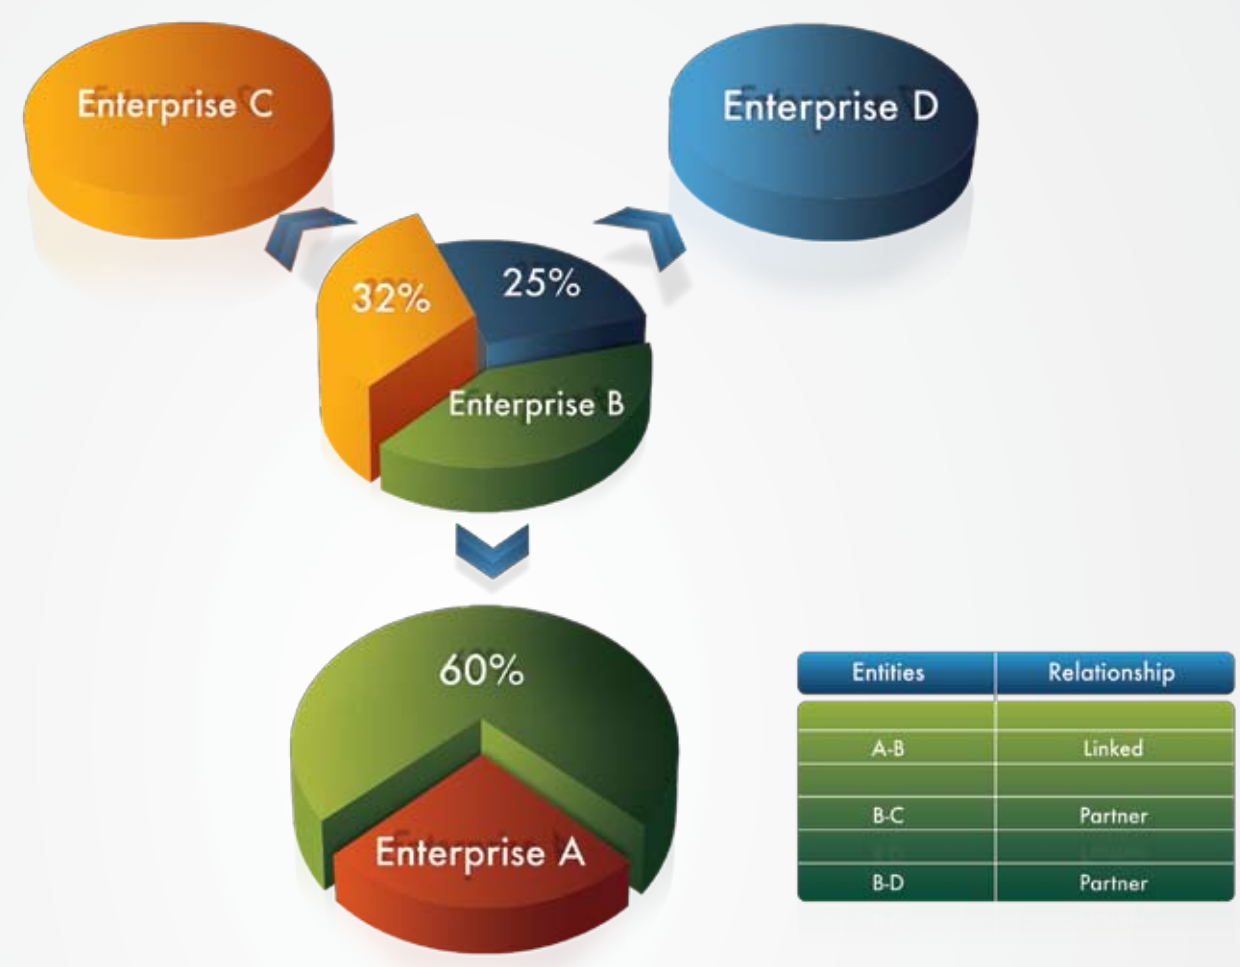 Enterprise C
Enterprise D
32%
25%
Enterprise B
60%
Enterprise A
Entities Relationship
A-B Linked
B-C Partner
B-D Partner